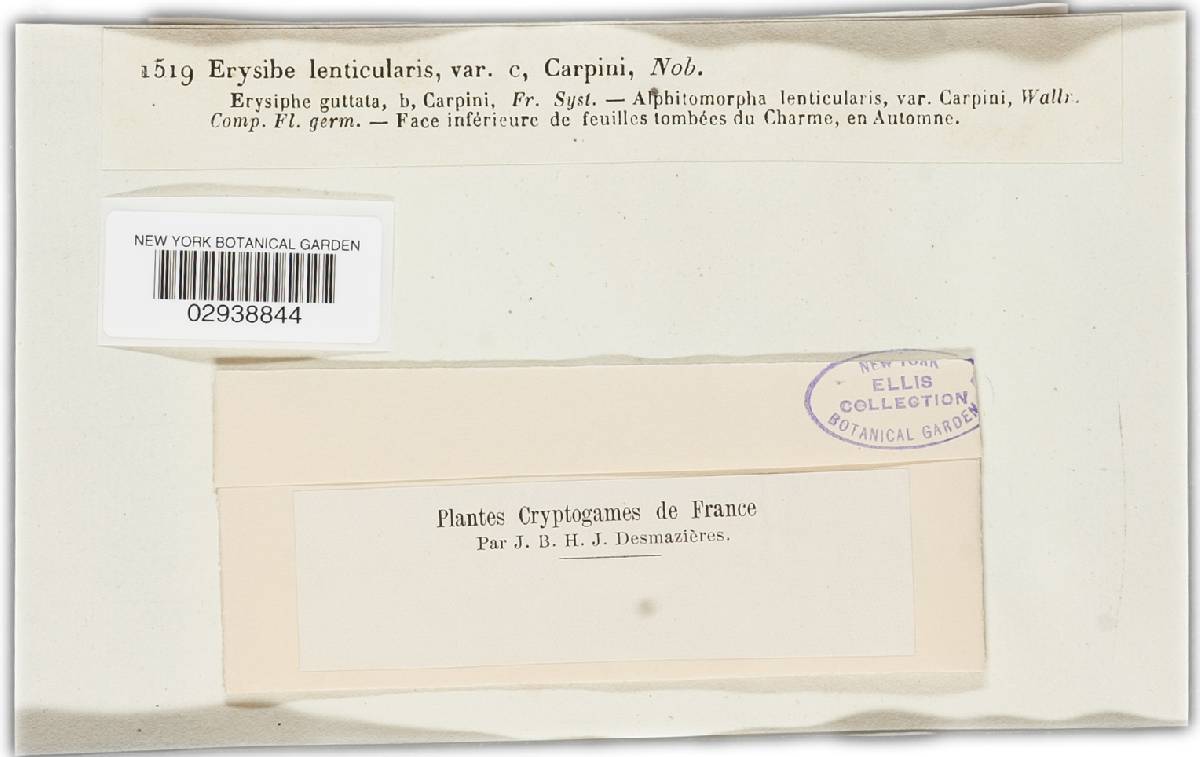 1519 Erysibe lenticularis, var. c, Carpini, Nob.
Erysiphe guttata, b, Carpini, Fr. Syst. — Alphitomorpha lenticularis, var. Carpini, Wallr.
Comp. Fl. germ. — Face inférieure de feuilles tombées du Charme, en Automne.
NEW YORK BOTANICAL GARDEN
02938844
NEW YORK
ELLIS
COLLECTION
BOTANICAL GARDEN
Plantes Cryptogames de France
Par J. B. H. J. Desmazières.